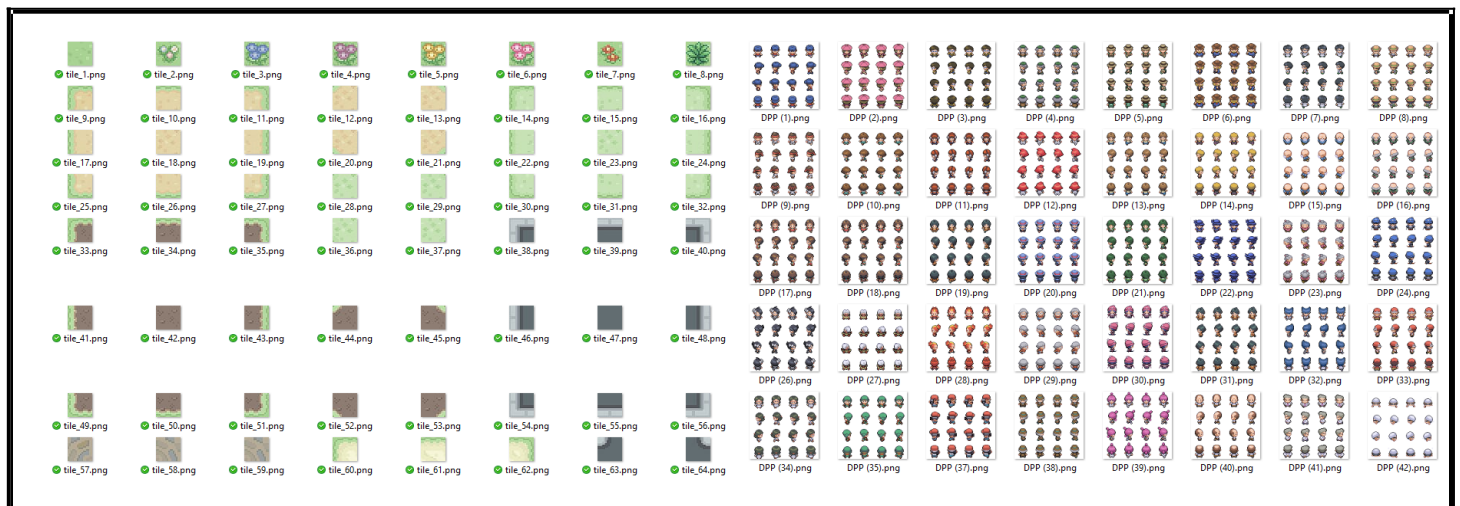 tile_1.png tile_2.png tile_3.png tile_4.png tile_5.png tile_6.png tile_7.png tile_8.png
tile_9.png tile_10.png tile_11.png tile_12.png tile_13.png tile_14.png tile_15.png tile_16.png
tile_17.png tile_18.png tile_19.png tile_20.png tile_21.png tile_22.png tile_23.png tile_24.png
tile_25.png tile_26.png tile_27.png tile_28.png tile_29.png tile_30.png tile_31.png tile_32.png
tile_33.png tile_34.png tile_35.png tile_36.png tile_37.png tile_38.png tile_39.png tile_40.png
tile_41.png tile_42.png tile_43.png tile_44.png tile_45.png tile_46.png tile_47.png tile_48.png
tile_49.png tile_50.png tile_51.png tile_52.png tile_53.png tile_54.png tile_55.png tile_56.png
tile_57.png tile_58.png tile_59.png tile_60.png tile_61.png tile_62.png tile_63.png tile_64.png
DPP (1).png DPP (2).png DPP (3).png DPP (4).png DPP (5).png DPP (6).png DPP (7).png DPP (8).png
DPP (9).png DPP (10).png DPP (11).png DPP (12).png DPP (13).png DPP (14).png DPP (15).png DPP (16).png
DPP (17).png DPP (18).png DPP (19).png DPP (20).png DPP (21).png DPP (22).png DPP (23).png DPP (24).png
DPP (26).png DPP (27).png DPP (28).png DPP (29).png DPP (30).png DPP (31).png DPP (32).png DPP (33).png
DPP (34).png DPP (35).png DPP (37).png DPP (38).png DPP (39).png DPP (40).png DPP (41).png DPP (42).png